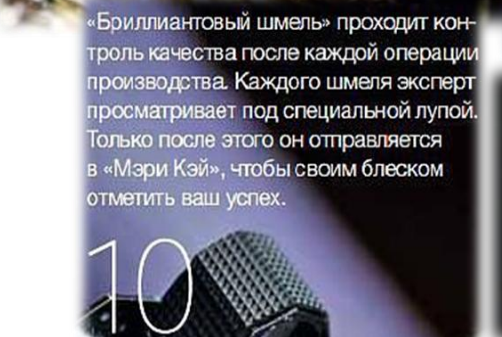 «Бриллиантовый шмель» проходит кон-
троль качества после каждой операции
производства. Каждого шмеля эксперт
просматривает под специальной лупой.
Только после этого он отправляется
в «Мэри Кэй», чтобы своим блеском
отметить ваш успех.
10